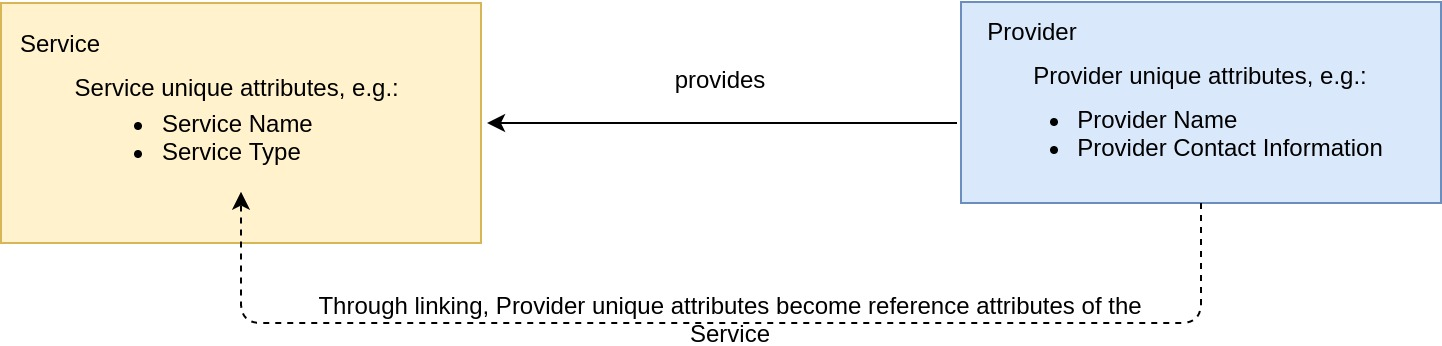 Service
Service unique attributes, e.g.:
Service Name
Service Type
provides
Provider
Provider unique attributes, e.g.:
Provider Name
Provider Contact Information
Through linking, Provider unique attributes become reference attributes of the
Service